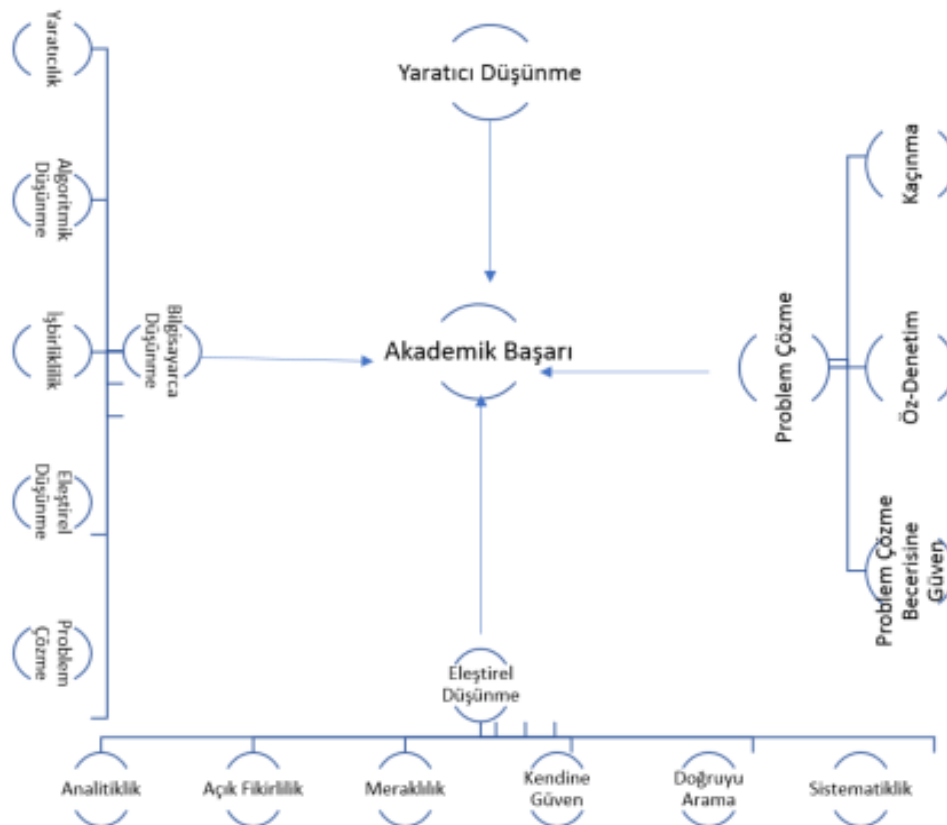 Yaratıcı Düşünme
Yaratıcılık
Algoritmik
Düşünme
İşbirliklilik
Eleştirel
Düşünme
Problem
Çözme
Bilgisayarca
Düşünme
Akademik Başarı
Problem Çözme
Kaçınma
Öz-Denetim
Problem Çözme
Becerisine
Güven
Eleştirel
Düşünme
Analitiklik
Açık Fikirlilik
Meraklılık
Kendine
Güven
Doğruyu
Arama
Sistematiklik